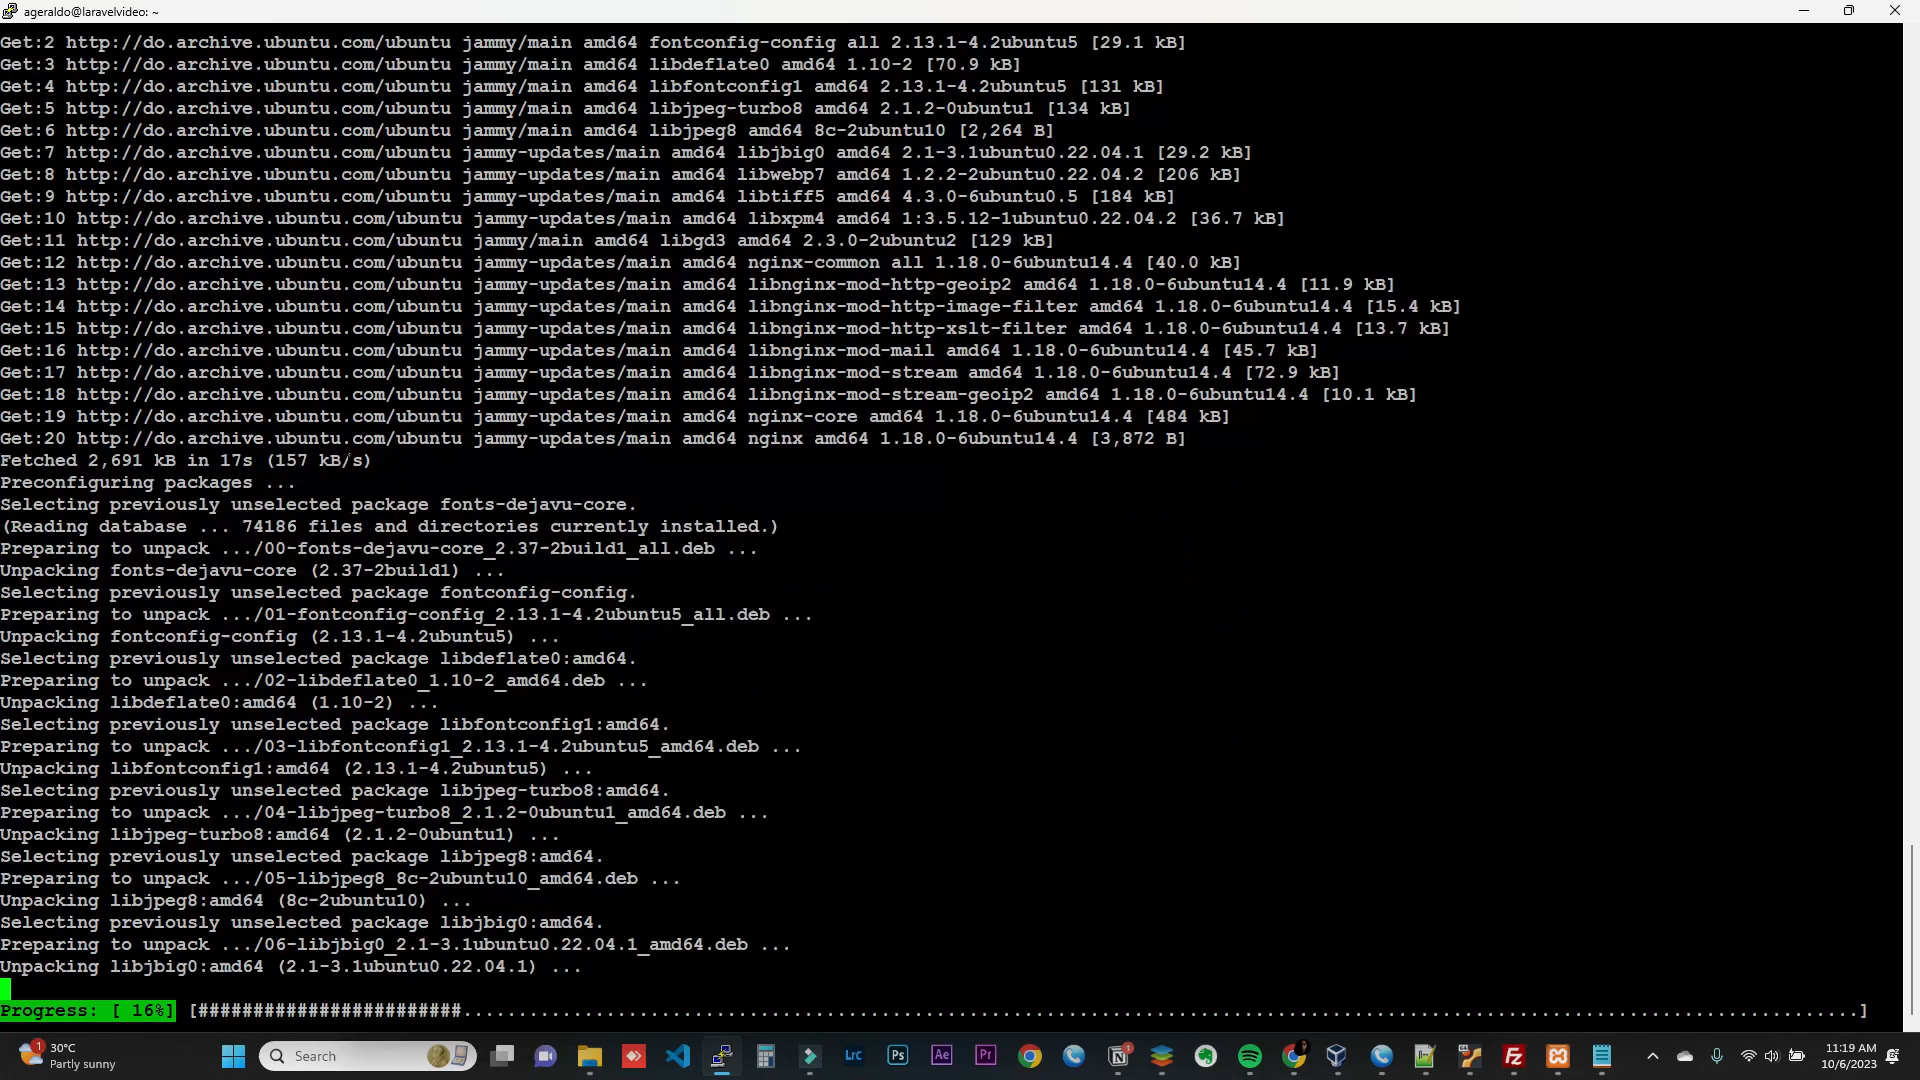 ageraldo@laravelvideo: ~
Get:2 http://do.archive.ubuntu.com/ubuntu jammy/main amd64 fontconfig-config all 2.13.1-4.2ubuntu5 [29.1 kB]
Get:3 http://do.archive.ubuntu.com/ubuntu jammy/main amd64 libdeflate0 amd64 1.10-2 [70.9 kB]
Get:4 http://do.archive.ubuntu.com/ubuntu jammy/main amd64 libfontconfig1 amd64 2.13.1-4.2ubuntu5 [131 kB]
Get:5 http://do.archive.ubuntu.com/ubuntu jammy/main amd64 libjpeg-turbo8 amd64 2.1.2-0ubuntu1 [134 kB]
Get:6 http://do.archive.ubuntu.com/ubuntu jammy/main amd64 libjpeg8 amd64 8c-2ubuntu10 [2,264 B]
Get:7 http://do.archive.ubuntu.com/ubuntu jammy-updates/main amd64 libjbig0 amd64 2.1-3.1ubuntu0.22.04.1 [29.2 kB]
Get:8 http://do.archive.ubuntu.com/ubuntu jammy-updates/main amd64 libwebp7 amd64 1.2.2-2ubuntu0.22.04.2 [206 kB]
Get:9 http://do.archive.ubuntu.com/ubuntu jammy-updates/main amd64 libtiff5 amd64 4.3.0-6ubuntu0.5 [184 kB]
Get:10 http://do.archive.ubuntu.com/ubuntu jammy-updates/main amd64 libxpm4 amd64 1:3.5.12-1ubuntu0.22.04.2 [36.7 kB]
Get:11 http://do.archive.ubuntu.com/ubuntu jammy/main amd64 libgd3 amd64 2.3.0-2ubuntu2 [129 kB]
Get:12 http://do.archive.ubuntu.com/ubuntu jammy-updates/main amd64 nginx-common all 1.18.0-6ubuntu14.4 [40.0 kB]
Get:13 http://do.archive.ubuntu.com/ubuntu jammy-updates/main amd64 libnginx-mod-http-geoip2 amd64 1.18.0-6ubuntu14.4 [11.9 kB]
Get:14 http://do.archive.ubuntu.com/ubuntu jammy-updates/main amd64 libnginx-mod-http-image-filter amd64 1.18.0-6ubuntu14.4 [15.4 kB]
Get:15 http://do.archive.ubuntu.com/ubuntu jammy-updates/main amd64 libnginx-mod-http-xslt-filter amd64 1.18.0-6ubuntu14.4 [13.7 kB]
Get:16 http://do.archive.ubuntu.com/ubuntu jammy-updates/main amd64 libnginx-mod-mail amd64 1.18.0-6ubuntu14.4 [45.7 kB]
Get:17 http://do.archive.ubuntu.com/ubuntu jammy-updates/main amd64 libnginx-mod-stream amd64 1.18.0-6ubuntu14.4 [72.9 kB]
Get:18 http://do.archive.ubuntu.com/ubuntu jammy-updates/main amd64 libnginx-mod-stream-geoip2 amd64 1.18.0-6ubuntu14.4 [10.1 kB]
Get:19 http://do.archive.ubuntu.com/ubuntu jammy-updates/main amd64 nginx-core amd64 1.18.0-6ubuntu14.4 [484 kB]
Get:20 http://do.archive.ubuntu.com/ubuntu jammy-updates/main amd64 nginx amd64 1.18.0-6ubuntu14.4 [3,872 B]
Fetched 2,691 kB in 17s (157 kB/s)
Preconfiguring packages ...
Selecting previously unselected package fonts-dejavu-core.
(Reading database ... 74186 files and directories currently installed.)
Preparing to unpack .../00-fonts-dejavu-core_2.37-2build1_all.deb ...
Unpacking fonts-dejavu-core (2.37-2build1) ...
Selecting previously unselected package fontconfig-config.
Preparing to unpack .../01-fontconfig-config_2.13.1-4.2ubuntu5_all.deb ...
Unpacking fontconfig-config (2.13.1-4.2ubuntu5) ...
Selecting previously unselected package libdeflate0:amd64.
Preparing to unpack .../02-libdeflate0_1.10-2_amd64.deb ...
Unpacking libdeflate0:amd64 (1.10-2) ...
Selecting previously unselected package libfontconfig1:amd64.
Preparing to unpack .../03-libfontconfig1_2.13.1-4.2ubuntu5_amd64.deb ...
Unpacking libfontconfig1:amd64 (2.13.1-4.2ubuntu5) ...
Selecting previously unselected package libjpeg-turbo8:amd64.
Preparing to unpack .../04-libjpeg-turbo8_2.1.2-0ubuntu1_amd64.deb ...
Unpacking libjpeg-turbo8:amd64 (2.1.2-0ubuntu1) ...
Selecting previously unselected package libjpeg8:amd64.
Preparing to unpack .../05-libjpeg8_8c-2ubuntu10_amd64.deb ...
Unpacking libjpeg8:amd64 (8c-2ubuntu10) ...
Selecting previously unselected package libjbig0:amd64.
Preparing to unpack .../06-libjbig0_2.1-3.1ubuntu0.22.04.1_amd64.deb ...
Unpacking libjbig0:amd64 (2.1-3.1ubuntu0.22.04.1) ...
Progress: [ 16%] [########################...............................................................................................................................]
1
30°C
Partly sunny
Search
Lrc
Ps
Ae
Pr
1
11:19 AM
10/6/2023